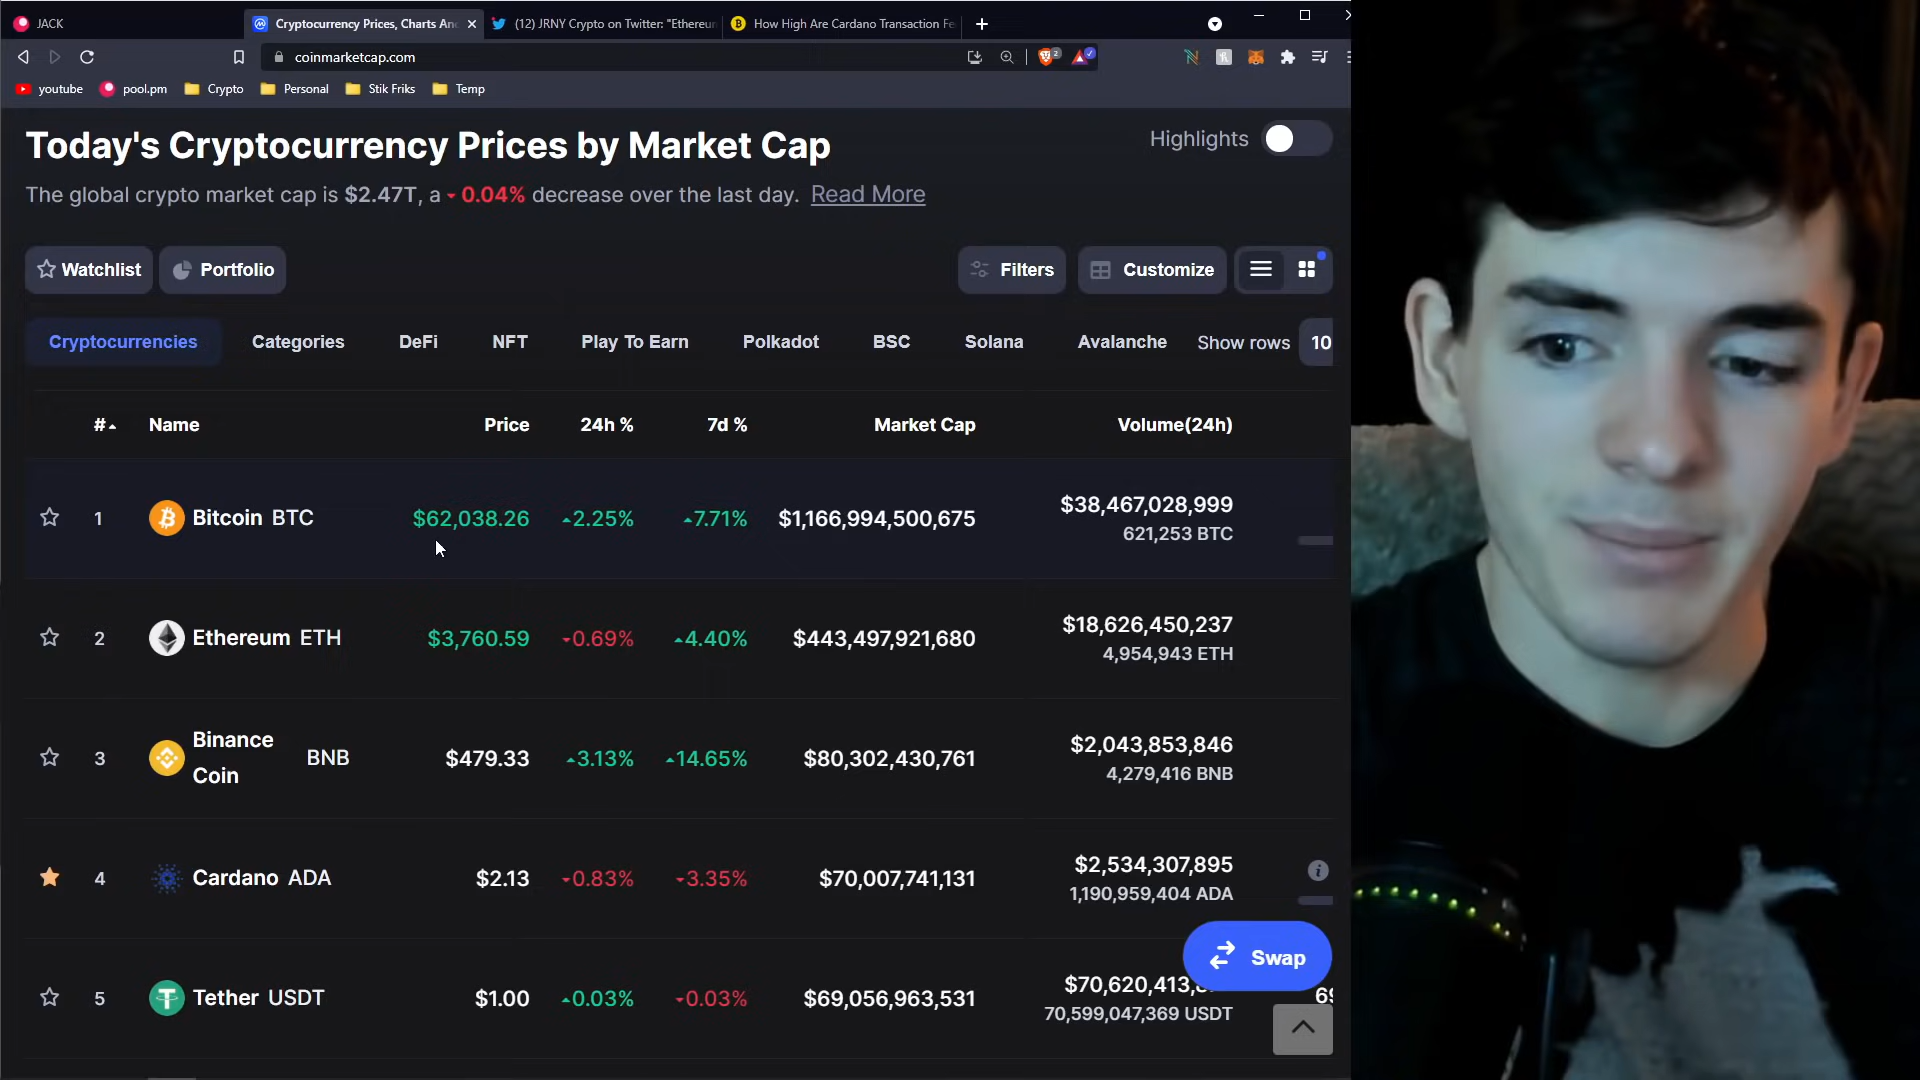 JACK
Cryptocurrency Prices, Charts An
(12) JRNY Crypto on Twitter: "Ethereu
How High Are Cardano Transaction Fe
coinmarketcap.com
2
youtube
pool.pm
Crypto
Personal
Stik Friks
Temp
Today's Cryptocurrency Prices by Market Cap
Highlights
The global crypto market cap is $2.47T, a 0.04% decrease over the last day. Read More
Watchlist
Portfolio
Filters
Customize
Cryptocurrencies
Categories
DeFi
NFT
Play To Earn
Polkadot
BSC
Solana
Avalanche
Show rows
10
# Name Price 24h % 7d % Market Cap Volume(24h)
1 Bitcoin BTC $62,038.26 2.25% 7.71% $1,166,994,500,675 $38,467,028,999
621,253 BTC
2 Ethereum ETH $3,760.59 0.69% 4.40% $443,497,921,680 $18,626,450,237
4,954,943 ETH
3 Binance Coin BNB $479.33 3.13% 14.65% $80,302,430,761 $2,043,853,846
4,279,416 BNB
4 Cardano ADA $2.13 0.83% 3.35% $70,007,741,131 $2,534,307,895
1,190,959,404 ADA
Swap
5 Tether USDT $1.00 0.03% 0.03% $69,056,963,531 $70,620,413,
70,599,047,369 USDT